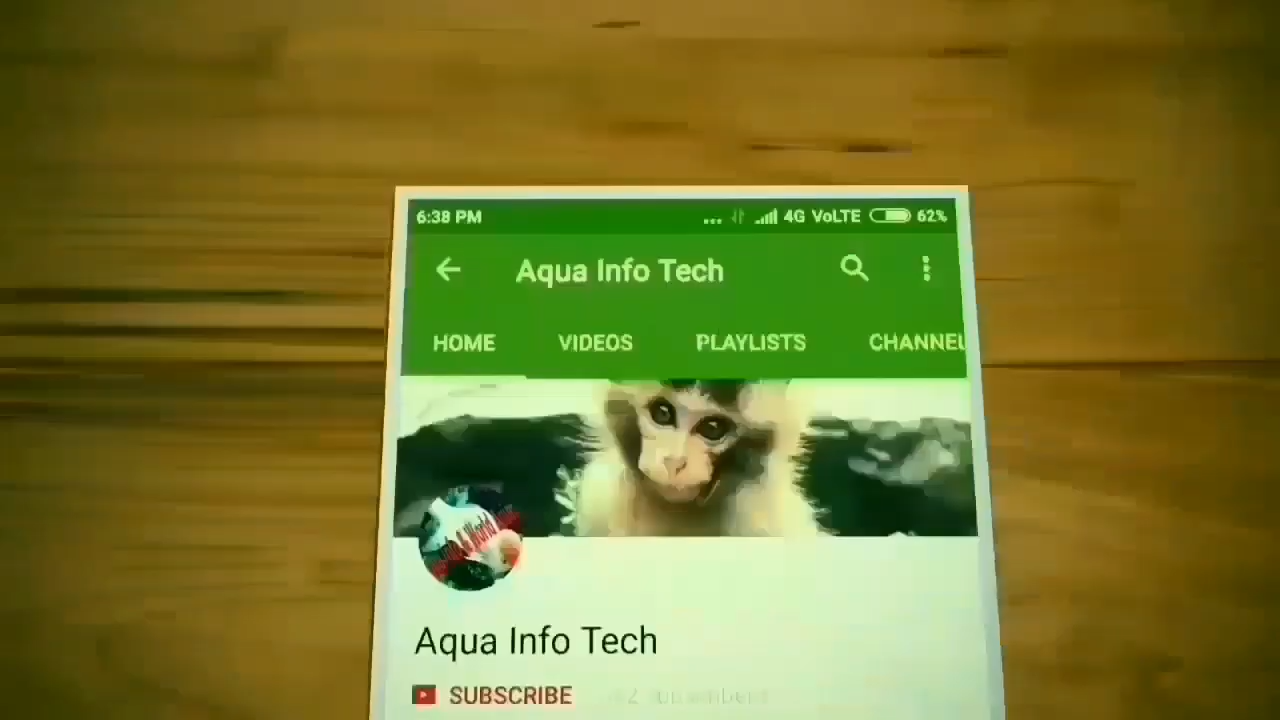 6:38 PM ... 4G VoLTE 62%
Aqua Info Tech
HOME VIDEOS PLAYLISTS CHANNEL
Aqua Info Tech
SUBSCRIBE